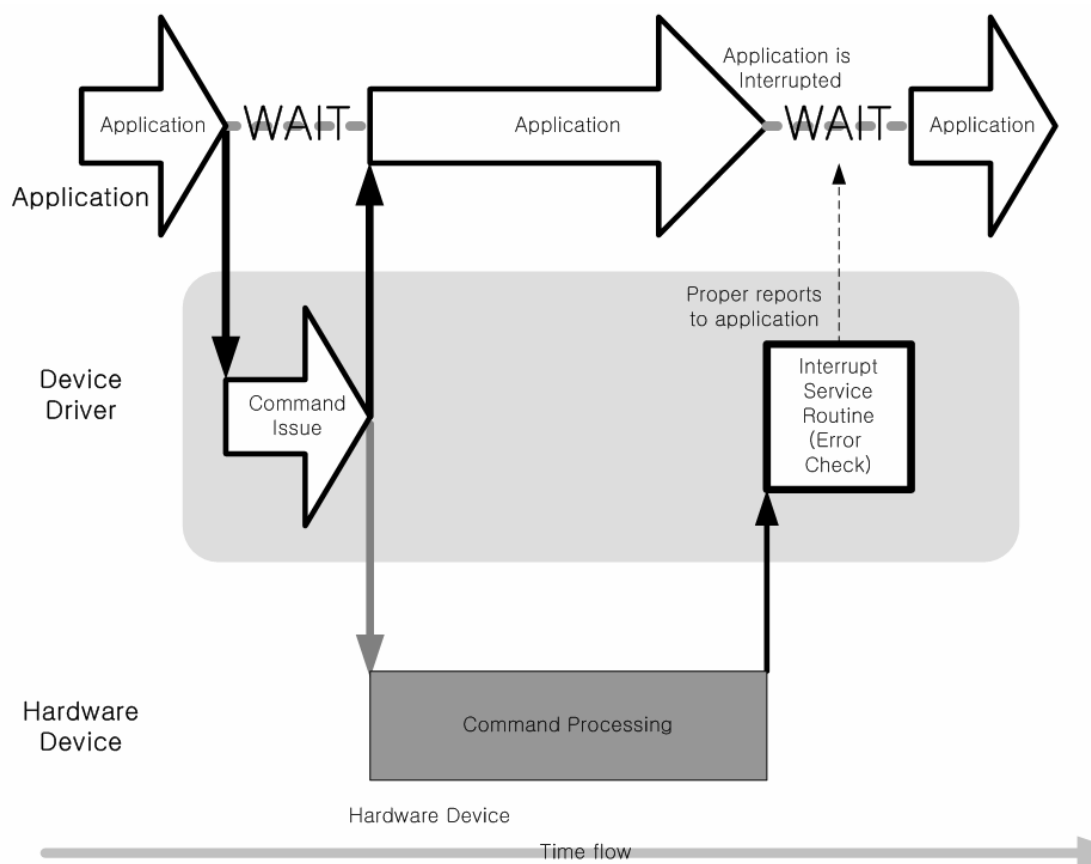 Application is
Interrupted
Application
WAIT
Application
WAIT
Application
Application
Proper reports
to application
Device
Driver
Command
Issue
Interrupt
Service
Routine
(Error
Check)
Hardware
Device
Command Processing
Hardware Device
Time flow